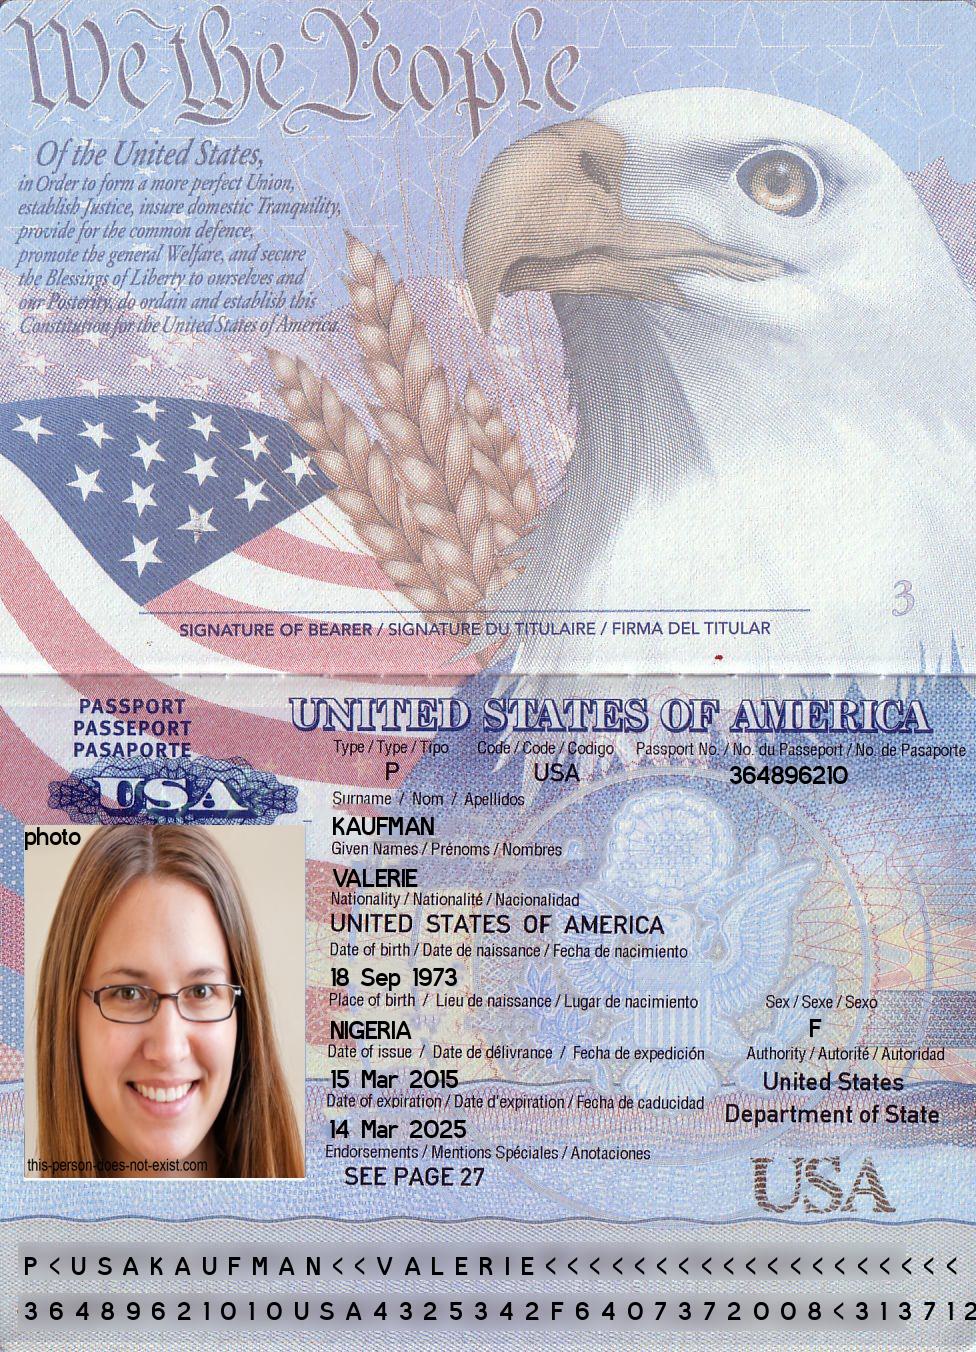 We the People
Of the United States,
in Order to form a more perfect Union,
establish Justice, insure domestic Tranquility,
provide for the common defence,
promote the general Welfare, and secure
the Blessings of Liberty to ourselves and
our Posterity, do ordain and establish this
Constitution for the United States of America.
3
SIGNATURE OF BEARER / SIGNATURE DU TITULAIRE / FIRMA DEL TITULAR
PASSPORT
PASSEPORT
PASAPORTE
USA
UNITED STATES OF AMERICA
Type / Type / Tipo Code / Code / Codigo Passport No. / No. du Passeport / No. de Pasaporte
P USA 364896210
Surname / Nom / Apellidos
KAUFMAN
Given Names / Prénoms / Nombres
VALERIE
Nationality / Nationalité / Nacionalidad
UNITED STATES OF AMERICA
Date of birth / Date de naissance / Fecha de nacimiento
18 Sep 1973
Place of birth / Lieu de naissance / Lugar de nacimiento Sex / Sexe / Sexo
NIGERIA F
Date of issue / Date de délivrance / Fecha de expedición Authority / Autorité / Autoridad
15 Mar 2015 United States
Date of expiration / Date d'expiration / Fecha de caducidad Department of State
14 Mar 2025
Endorsements / Mentions Spéciales / Anotaciones
SEE PAGE 27
USA
photo
this-person-does-not-exist.com
P<USAKAUFMAN<<VALERIE<<<<<<<<<<<<<<<<
36489621010USA4325342F6407372008<313712